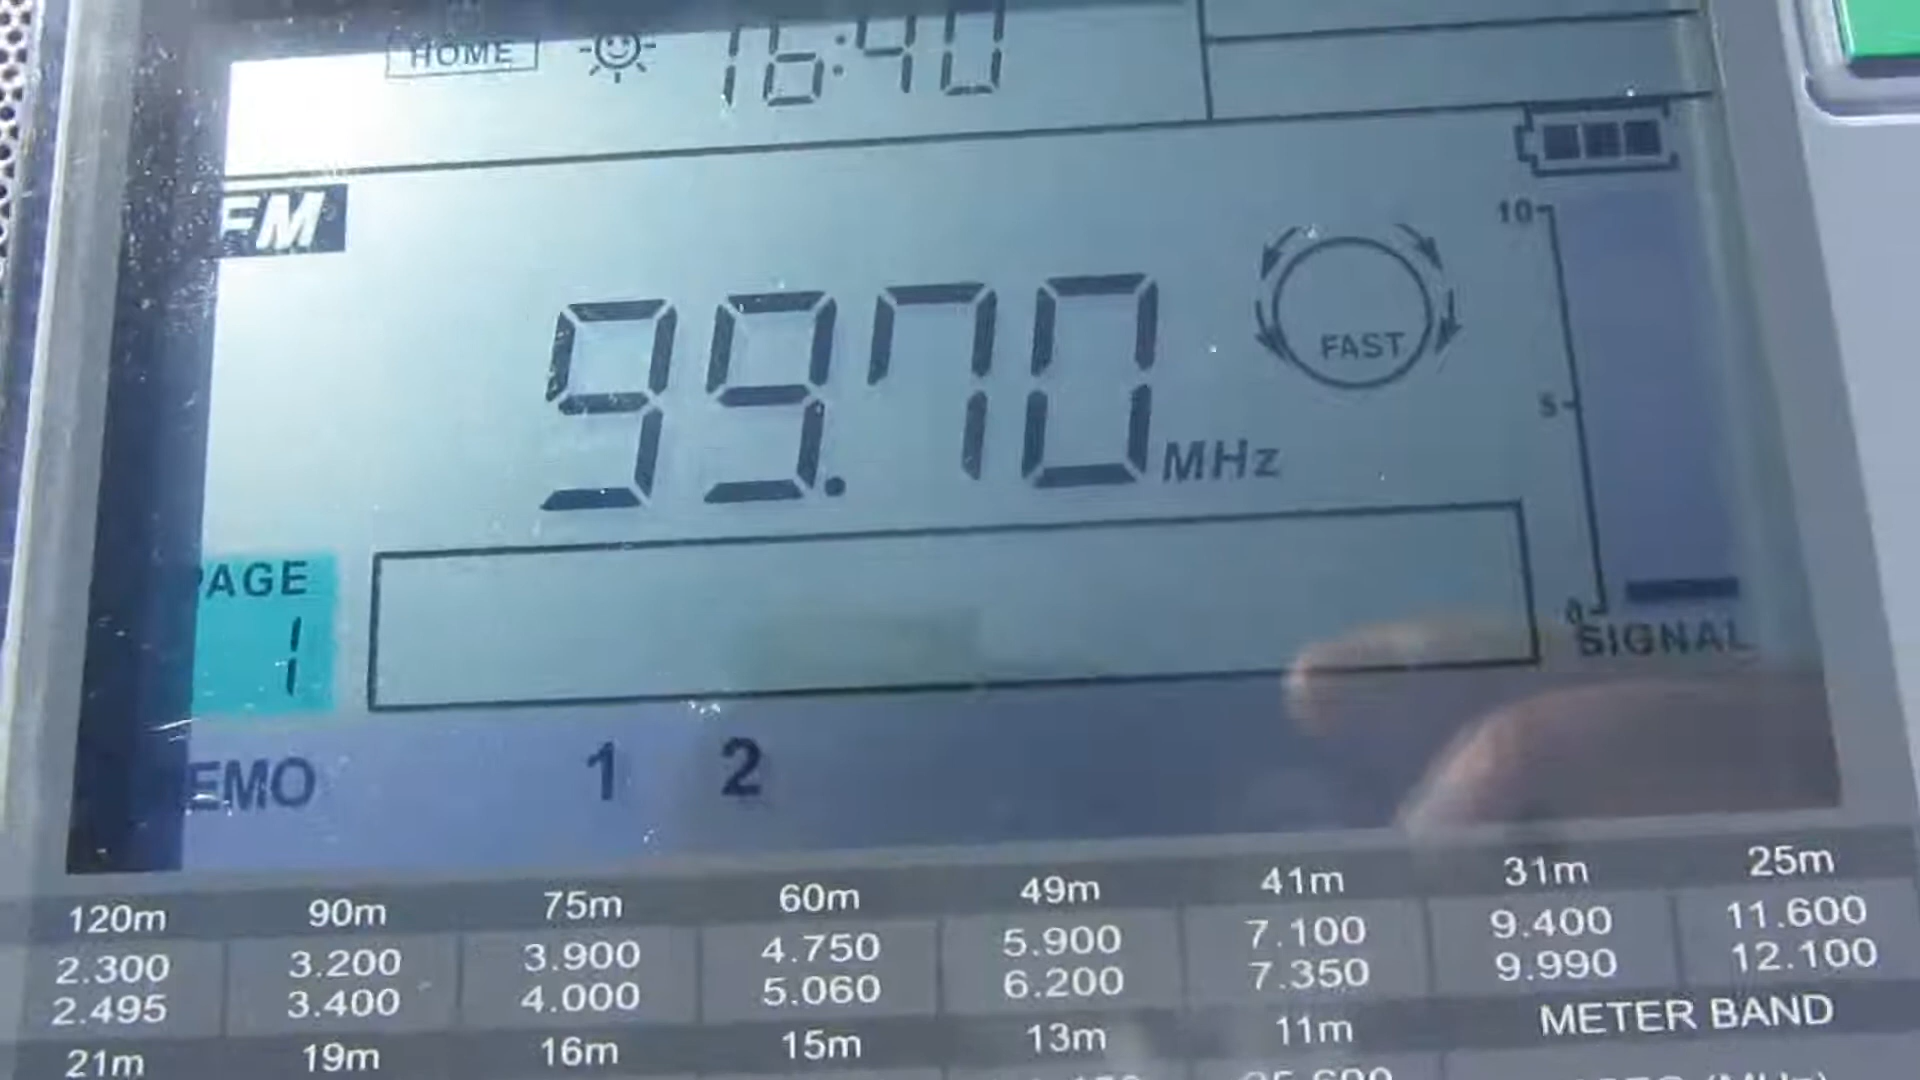 HOME 16:40
FM
10
99.70 MHz
FAST
5
0
SIGNAL
PAGE
1
EMO 1 2
120m 90m 75m 60m 49m 41m 31m 25m
2.300 3.200 3.900 4.750 5.900 7.100 9.400 11.600
2.495 3.400 4.000 5.060 6.200 7.350 9.990 12.100
21m 19m 16m 15m 13m 11m METER BAND
(MHz)